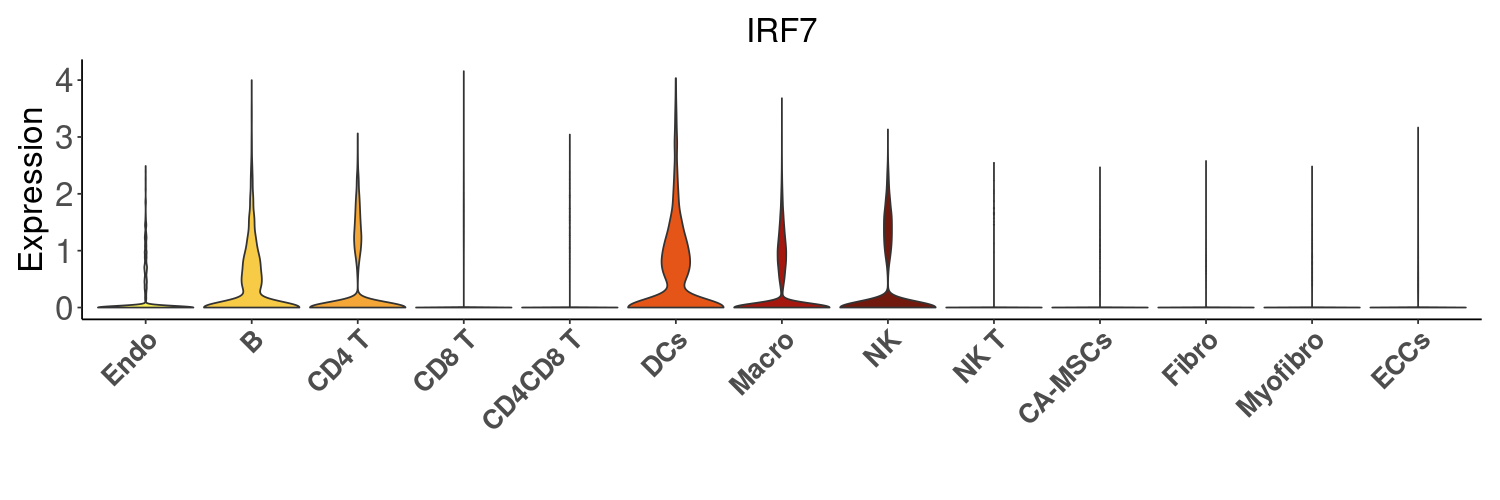 IRF7
Expression
4
3
2
1
0
Endo
B
CD4 T
CD8 T
CD4CD8 T
DCs
Macro
NK
NK T
CA-MSCs
Fibro
Myofibro
ECCs